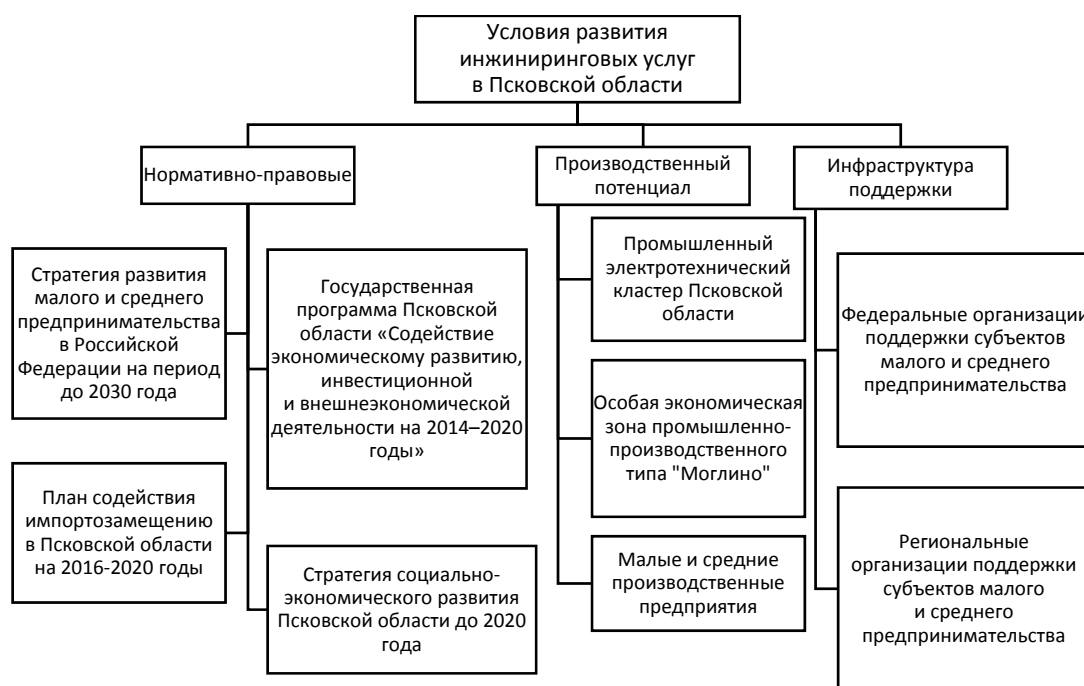 Условия развития
инжиниринговых услуг
в Псковской области
Нормативно-правовые
Стратегия развития
малого и среднего
предпринимательства
в Российской
Федерации на период
до 2030 года
Государственная
программа Псковской
области «Содействие
экономическому развитию,
инвестиционной
и внешнеэкономической
деятельности на 2014–2020
годы»
План содействия
импортозамещению
в Псковской области
на 2016-2020 годы
Стратегия социально-
экономического развития
Псковской области до 2020
года
Производственный
потенциал
Промышленный
электротехнический
кластер Псковской
области
Особая экономическая
зона промышленно-
производственного
типа "Моглино"
Малые и средние
производственные
предприятия
Инфраструктура
поддержки
Федеральные организации
поддержки субъектов
малого и среднего
предпринимательства
Региональные
организации поддержки
субъектов малого
и среднего
предпринимательства